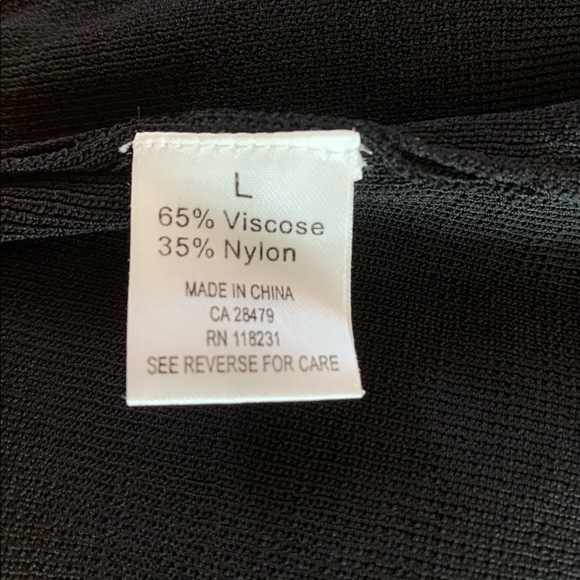 L
65% Viscose
35% Nylon
MADE IN CHINA
CA 28479
RN 118231
SEE REVERSE FOR CARE